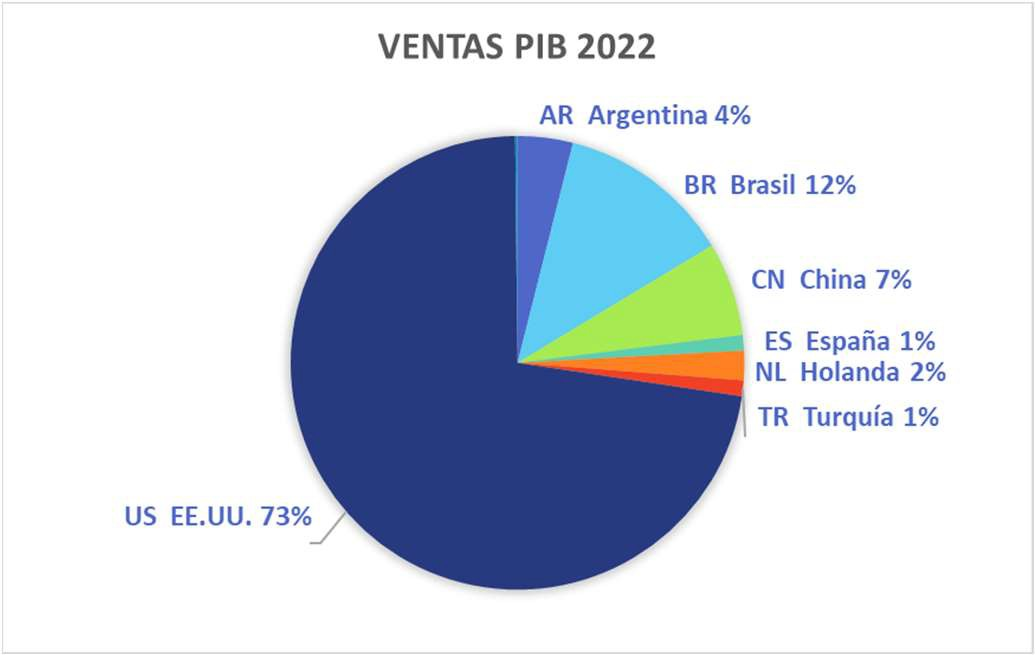 VENTAS PIB 2022
AR Argentina 4%
BR Brasil 12%
CN China 7%
ES España 1%
NL Holanda 2%
TR Turquía 1%
US EE.UU. 73%